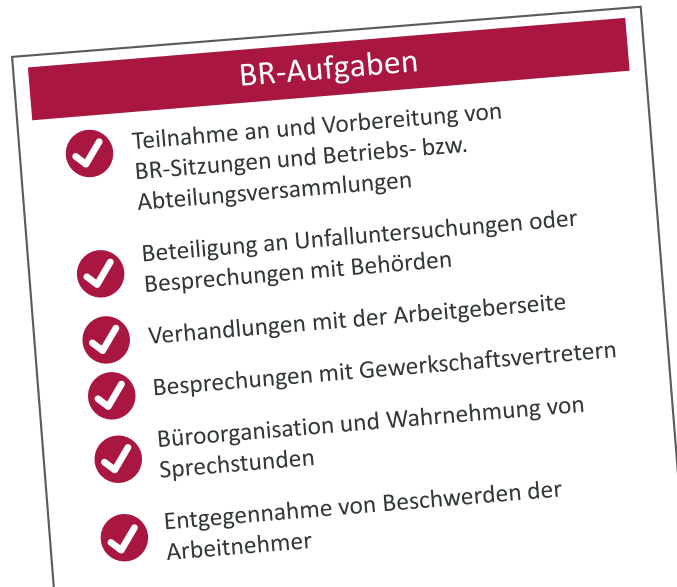 BR-Aufgaben
Teilnahme an und Vorbereitung von
BR-Sitzungen und Betriebs- bzw.
Abteilungsversammlungen
Beteiligung an Unfalluntersuchungen oder
Besprechungen mit Behörden
Verhandlungen mit der Arbeitgeberseite
Besprechungen mit Gewerkschaftsvertretern
Büroorganisation und Wahrnehmung von
Sprechstunden
Entgegennahme von Beschwerden der
Arbeitnehmer